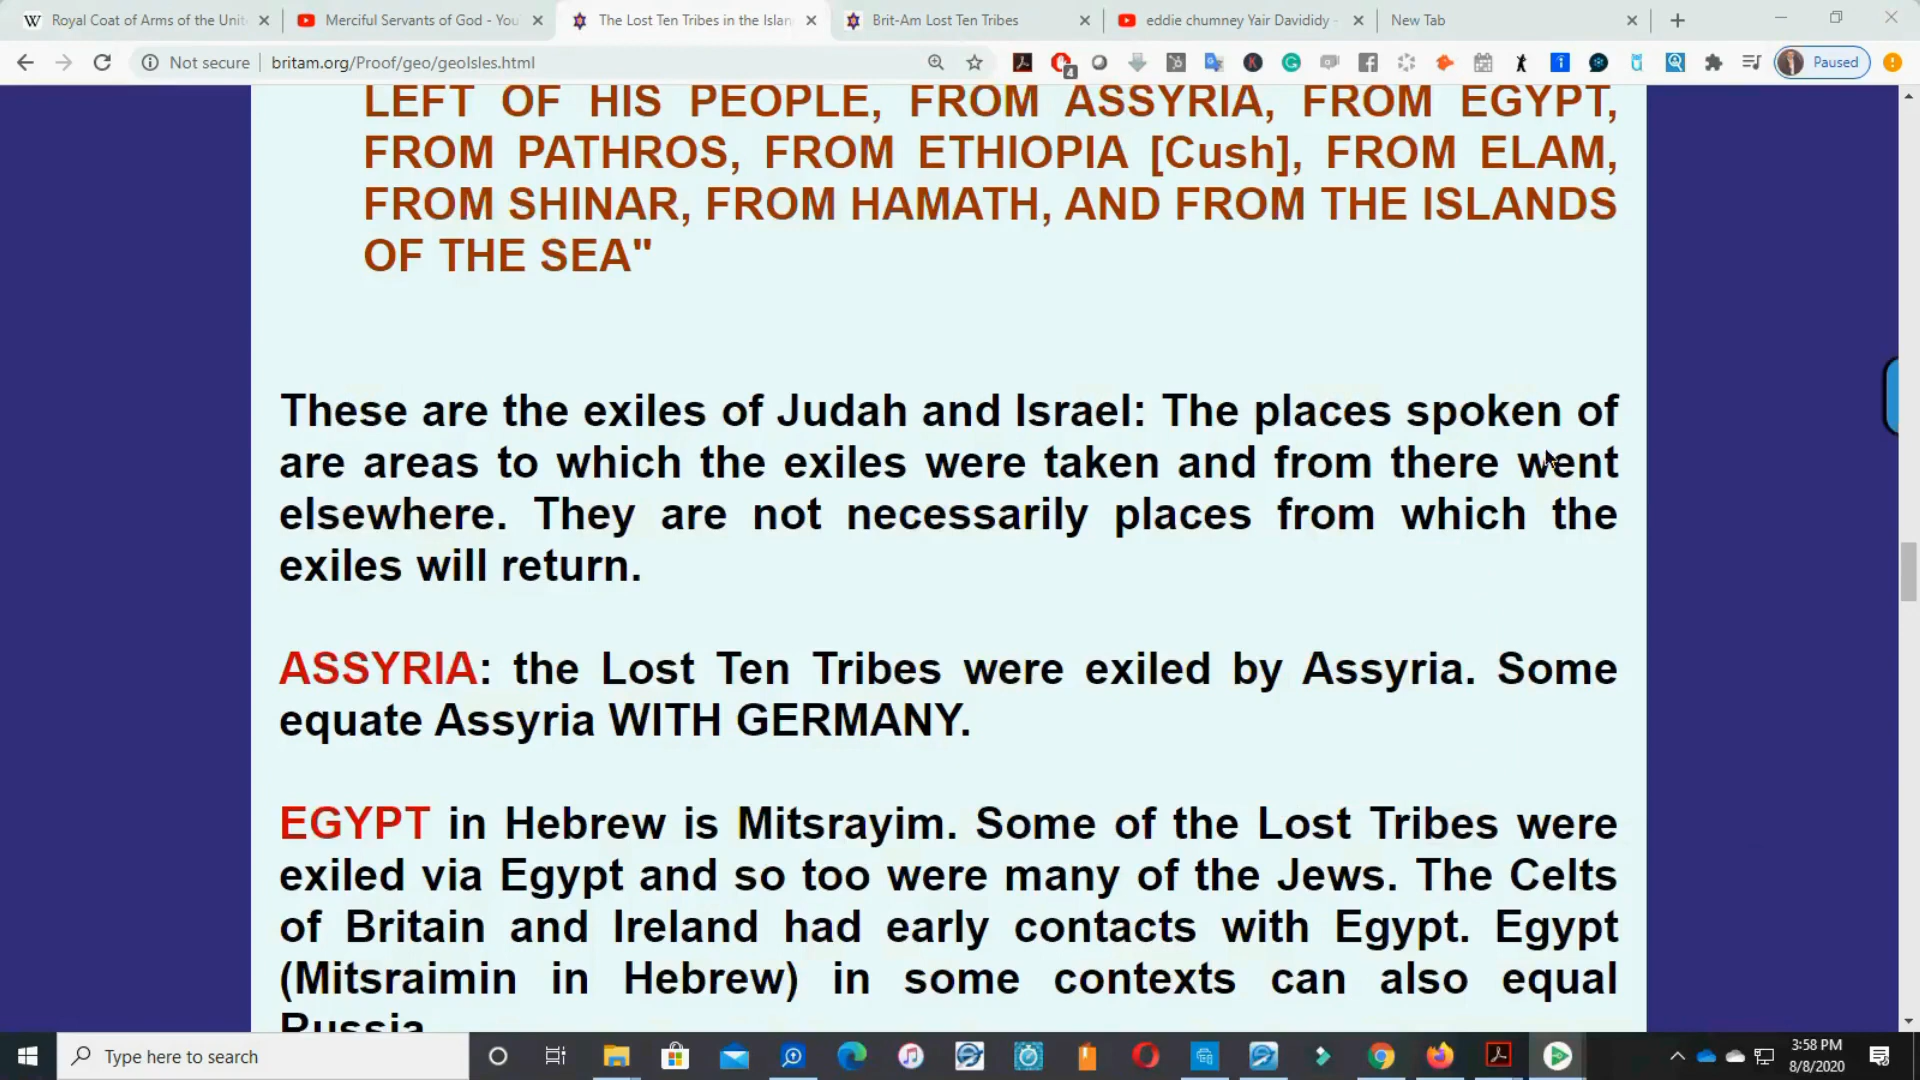 Royal Coat of Arms of the Unit
Merciful Servants of God - You
The Lost Ten Tribes in the Islan
Brit-Am Lost Ten Tribes
eddie chumney Yair Davididy -
New Tab
Not secure
britam.org/Proof/geo/geoIsles.html
4
Paused
LEFT OF HIS PEOPLE, FROM ASSYRIA, FROM EGYPT,
FROM PATHROS, FROM ETHIOPIA [Cush], FROM ELAM,
FROM SHINAR, FROM HAMATH, AND FROM THE ISLANDS
OF THE SEA"
These are the exiles of Judah and Israel: The places spoken of
are areas to which the exiles were taken and from there went
elsewhere. They are not necessarily places from which the
exiles will return.
ASSYRIA: the Lost Ten Tribes were exiled by Assyria. Some
equate Assyria WITH GERMANY.
EGYPT in Hebrew is Mitsrayim. Some of the Lost Tribes were
exiled via Egypt and so too were many of the Jews. The Celts
of Britain and Ireland had early contacts with Egypt. Egypt
(Mitsraimin in Hebrew) in some contexts can also equal
Russia.
Type here to search
3:58 PM
8/8/2020